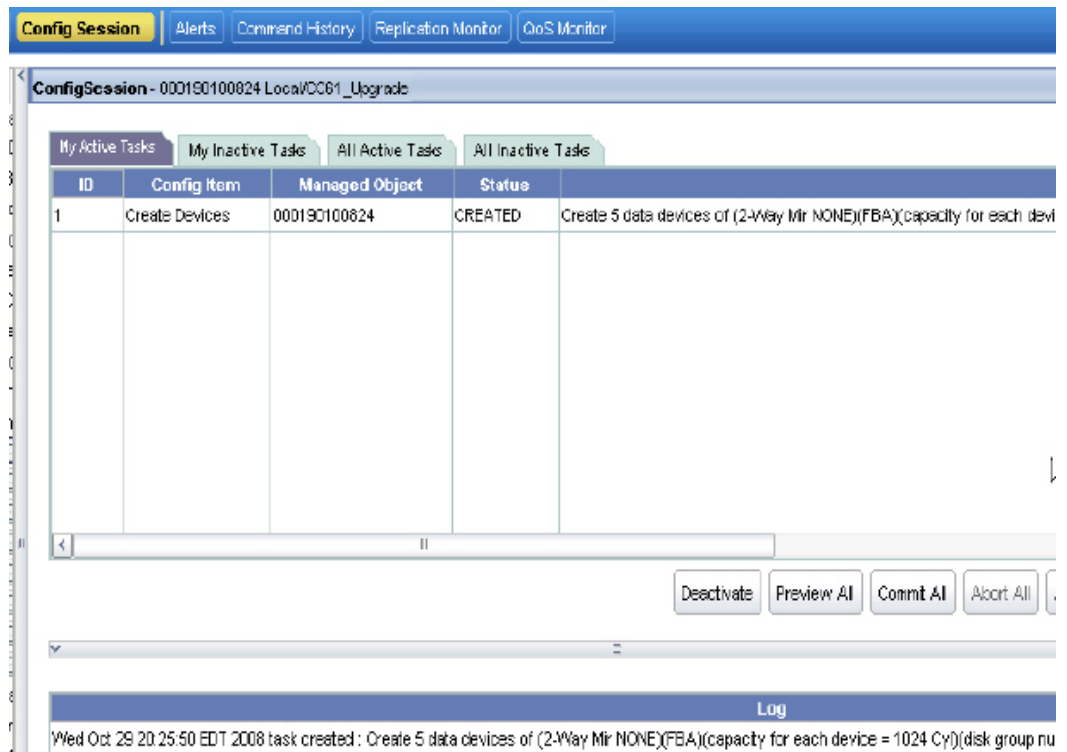 Config Session Alerts Command History Replication Monitor QoS Monitor
ConfigSession - 000190100824 Local/CC61_Upgrade
My Active Tasks My Inactive Tasks All Active Tasks All Inactive Tasks
ID Config Item Managed Object Status
1 Create Devices 000190100824 CREATED Create 5 data devices of (2-Way Mir NONE)(FBA)(capacity for each devi
Deactivate Preview All Commit All Abort All
Log
Wed Oct 29 20:25:50 EDT 2008 task created : Create 5 data devices of (2-Way Mir NONE)(FBA)(capacity for each device = 1024 Cyl)(disk group nu